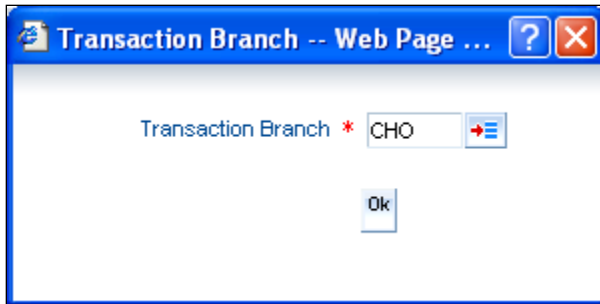 Transaction Branch -- Web Page ...
Transaction Branch * CHO
Ok